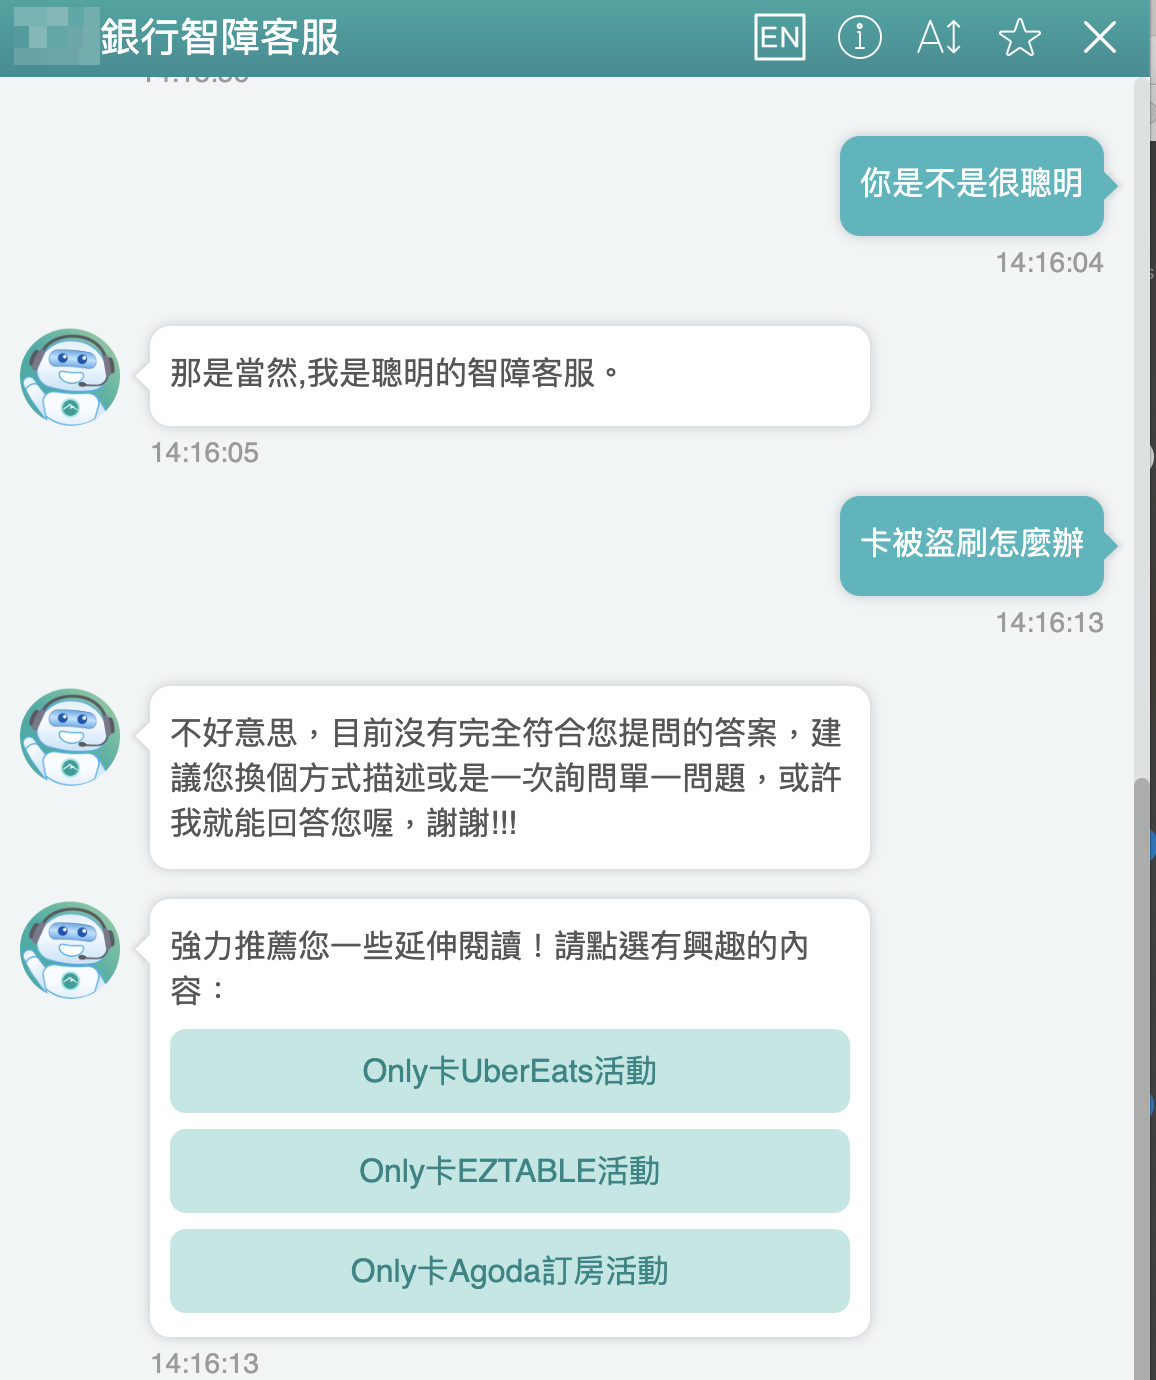 銀行智障客服
EN
A
你是不是很聰明
14:16:04
那是當然,我是聰明的智障客服。
14:16:05
卡被盜刷怎麼辦
14:16:13
不好意思，目前沒有完全符合您提問的答案，建
議您換個方式描述或是一次詢問單一問題，或許
我就能回答您喔，謝謝!!!
強力推薦您一些延伸閱讀！請點選有興趣的內
容：
Only卡UberEats活動
Only卡EZTABLE活動
Only卡Agoda訂房活動
14:16:13